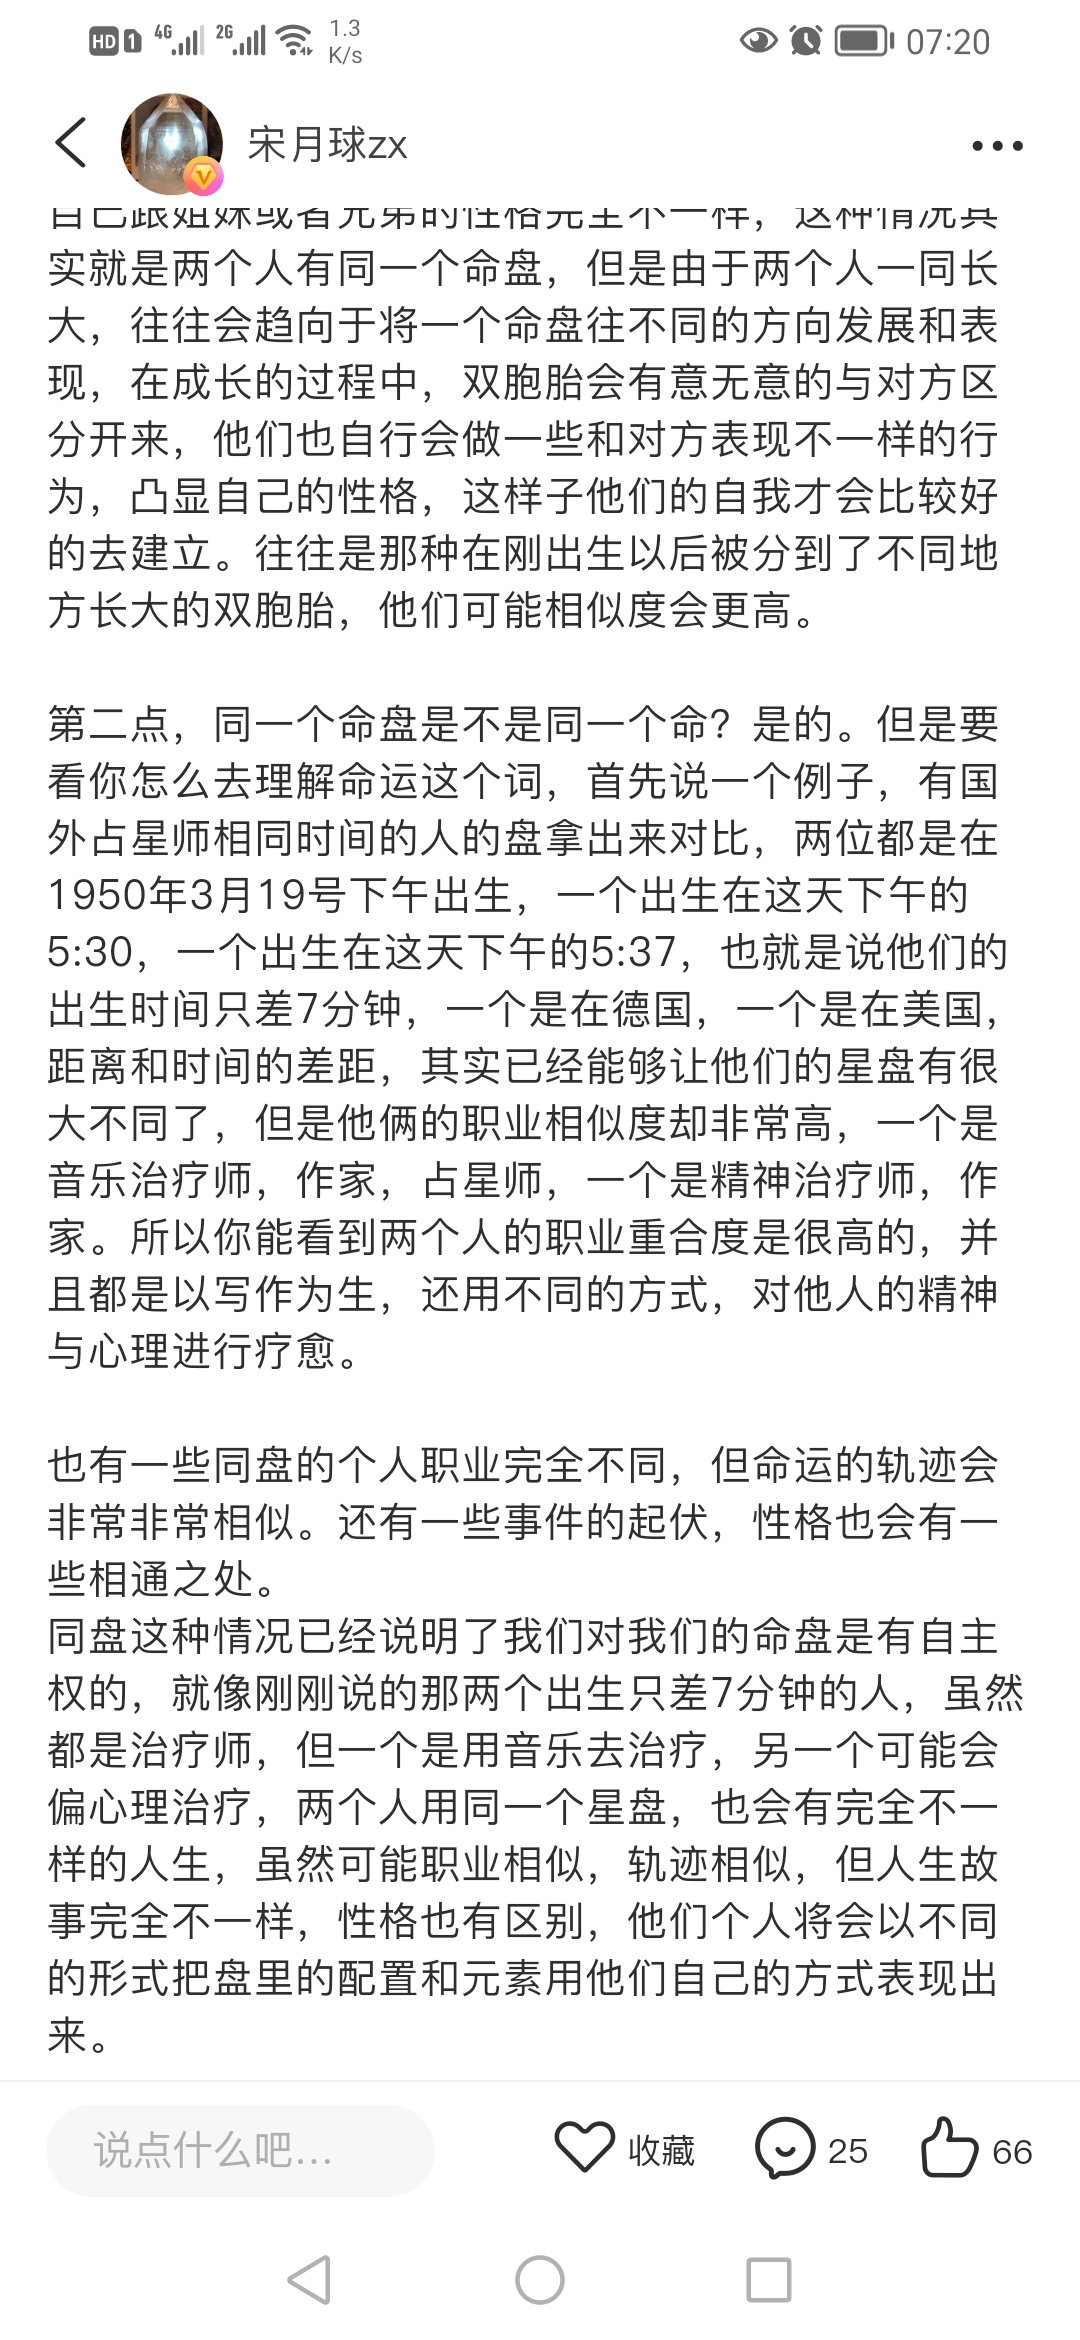 HD 1 4G 2G 1.3 K/s 07:20
宋月球zx
自己跟姐妹或者兄弟的性格完全不一样，这种情况其
实就是两个人有同一个命盘，但是由于两个人一同长
大，往往会趋向于将一个命盘往不同的方向发展和表
现，在成长的过程中，双胞胎会有意无意的与对方区
分开来，他们也自行会做一些和对方表现不一样的行
为，凸显自己的性格，这样子他们的自我才会比较好
的去建立。往往是那种在刚出生以后被分到了不同地
方长大的双胞胎，他们可能相似度会更高。
第二点，同一个命盘是不是同一个命？是的。但是要
看你怎么去理解命运这个词，首先说一个例子，有国
外占星师相同时间的人的盘拿出来对比，两位都是在
1950年3月19号下午出生，一个出生在这天下午的
5:30，一个出生在这天下午的5:37，也就是说他们的
出生时间只差7分钟，一个是在德国，一个是在美国，
距离和时间的差距，其实已经能够让他们的星盘有很
大不同了，但是他俩的职业相似度却非常高，一个是
音乐治疗师，作家，占星师，一个是精神治疗师，作
家。所以你能看到两个人的职业重合度是很高的，并
且都是以写作为生，还用不同的方式，对他人的精神
与心理进行疗愈。
也有一些同盘的个人职业完全不同，但命运的轨迹会
非常非常相似。还有一些事件的起伏，性格也会有一
些相通之处。
同盘这种情况已经说明了我们对我们的命盘是有自主
权的，就像刚刚说的那两个出生只差7分钟的人，虽然
都是治疗师，但一个是用音乐去治疗，另一个可能会
偏心理治疗，两个人用同一个星盘，也会有完全不一
样的人生，虽然可能职业相似，轨迹相似，但人生故
事完全不一样，性格也有区别，他们个人将会以不同
的形式把盘里的配置和元素用他们自己的方式表现出
来。
说点什么吧... 收藏 25 66